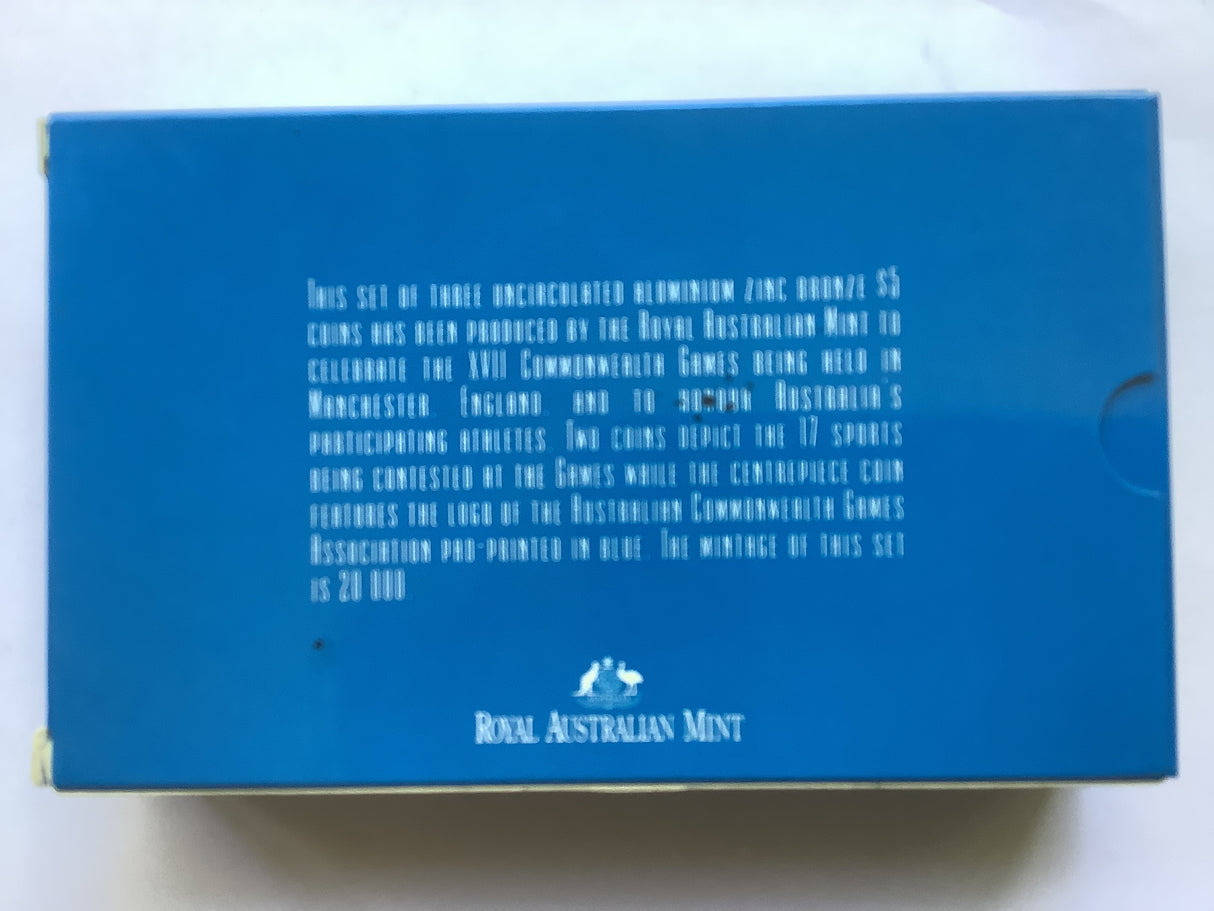 This set of three uncirculated aluminium zinc bronze $5
coins has been produced by the Royal Australian Mint to
celebrate the XVII Commonwealth Games being held in
Manchester, England, and to honour Australia's
participating athletes. Two coins depict the 17 sports
being contested at the Games while the centrepiece coin
features the logo of the Australian Commonwealth Games
Association pad-printed in blue. The mintage of this set
is 20 000.
Royal Australian Mint